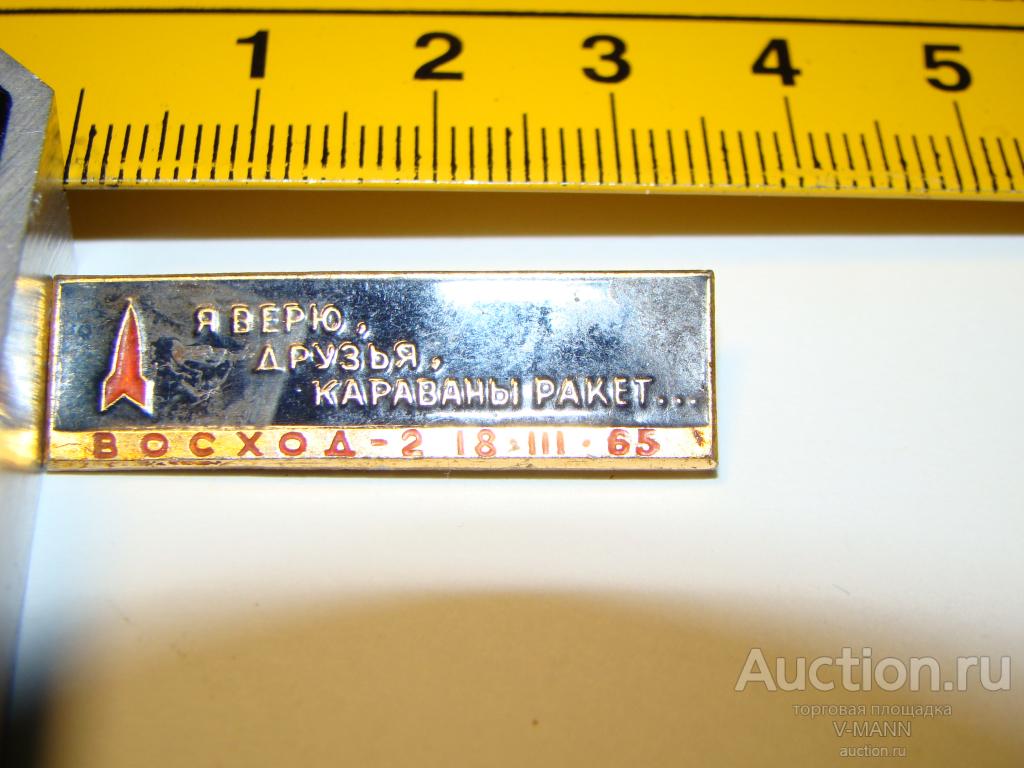 1 2 3 4 5
Я ВЕРЮ,
ДРУЗЬЯ,
КАРАВАНЫ РАКЕТ...
ВОСХОД-2 18·III·65
Auction.ru
торговая площадка
V-MANN
auction.ru